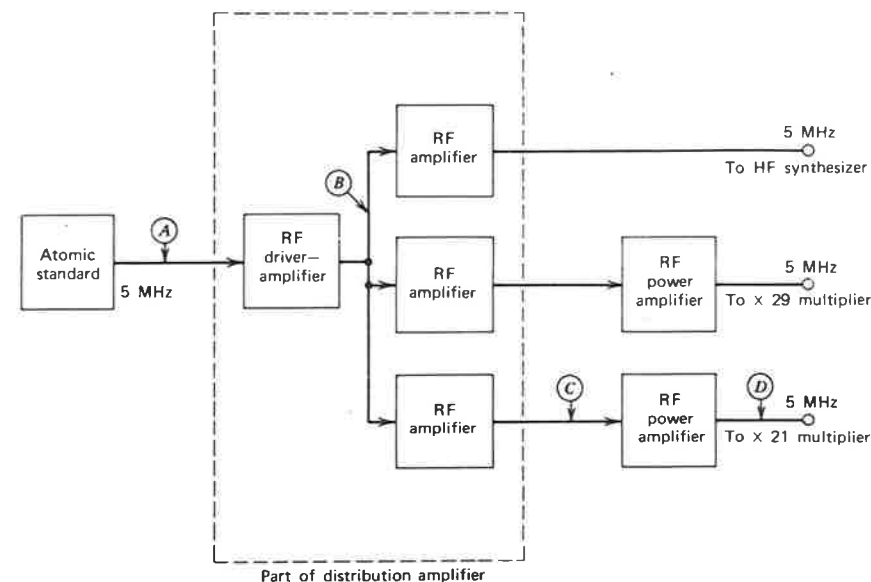 RF
amplifier
5 MHz
To HF synthesizer
B
A
Atomic
standard
5 MHz
RF
driver—
amplifier
RF
amplifier
RF
power
amplifier
5 MHz
To × 29 multiplier
RF
amplifier
C
RF
power
amplifier
D
5 MHz
To × 21 multiplier
Part of distribution amplifier